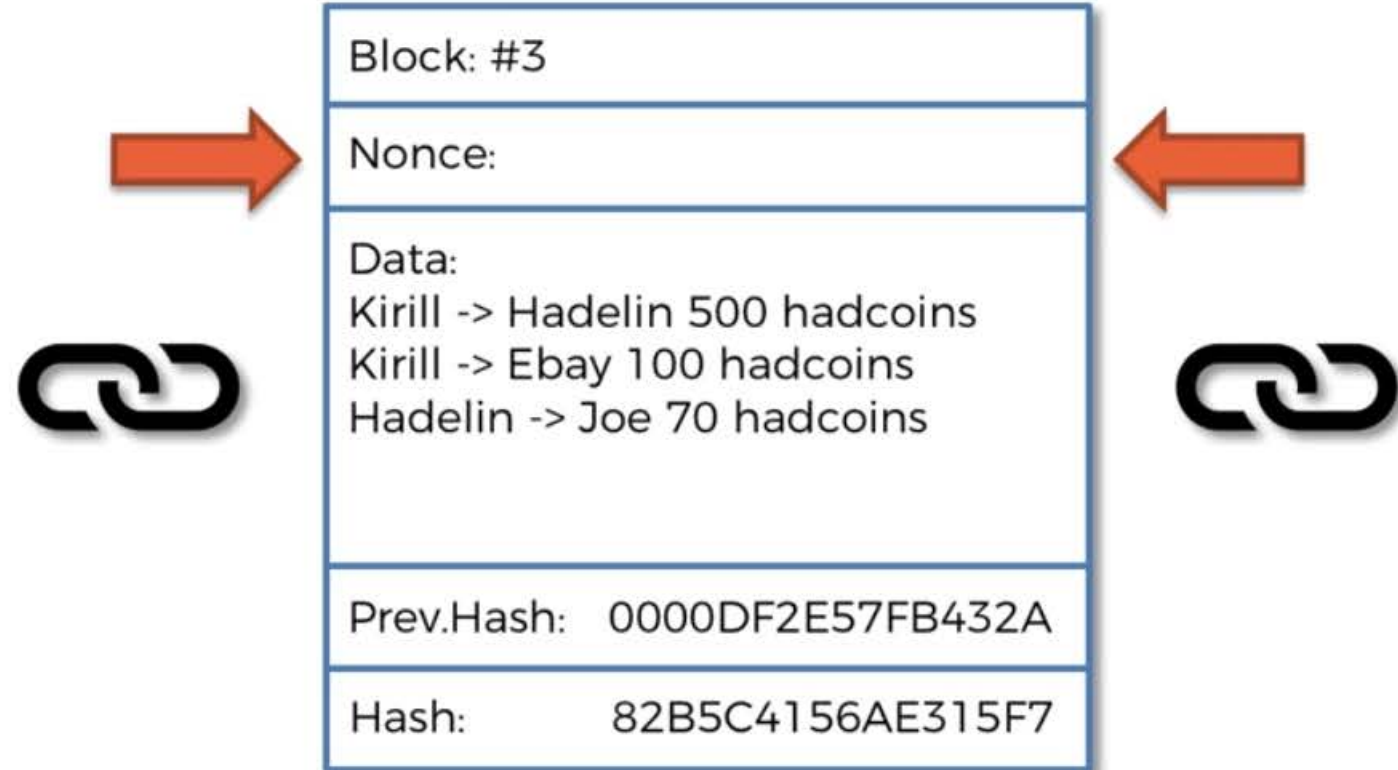 Block: #3
Nonce:
Data:
Kirill -> Hadelin 500 hadcoins
Kirill -> Ebay 100 hadcoins
Hadelin -> Joe 70 hadcoins
Prev.Hash: 0000DF2E57FB432A
Hash: 82B5C4156AE315F7